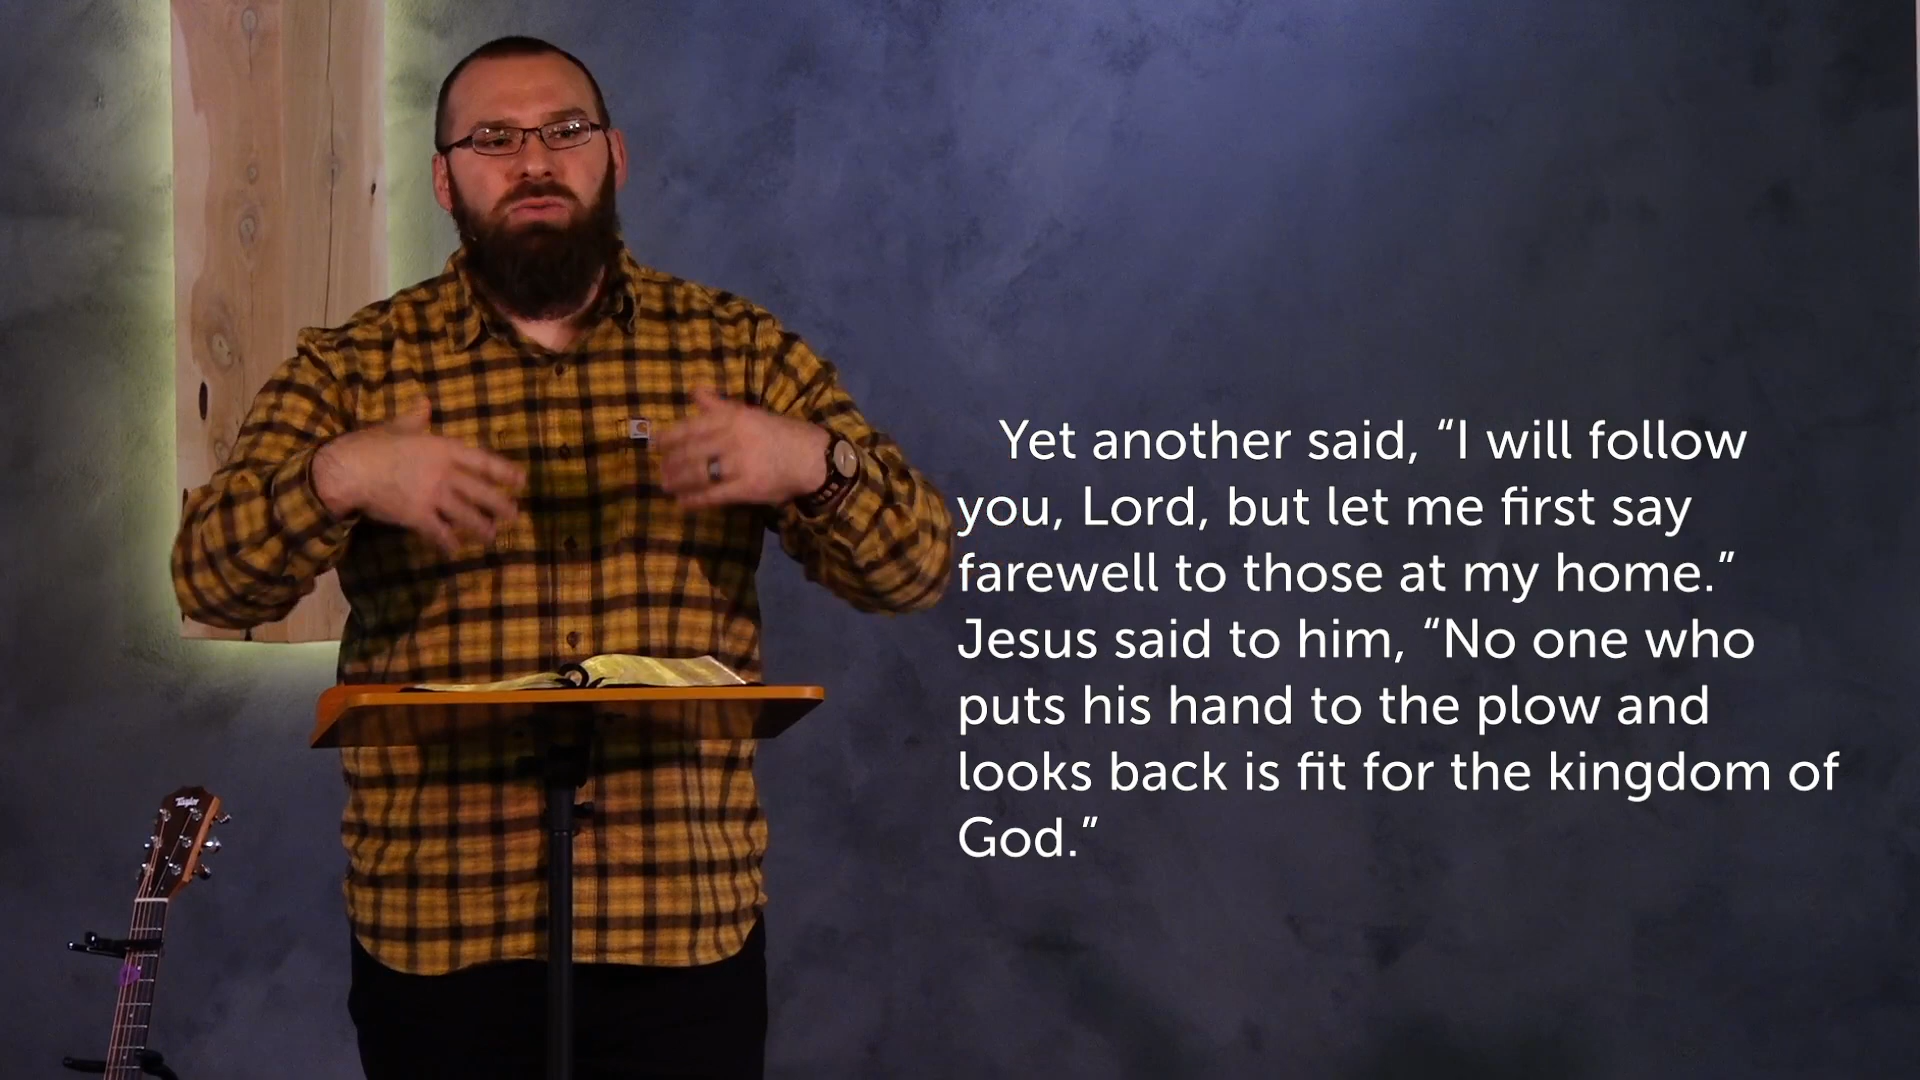 Yet another said, “I will follow
you, Lord, but let me first say
farewell to those at my home.”
Jesus said to him, “No one who
puts his hand to the plow and
looks back is fit for the kingdom of
God.”
Taylor